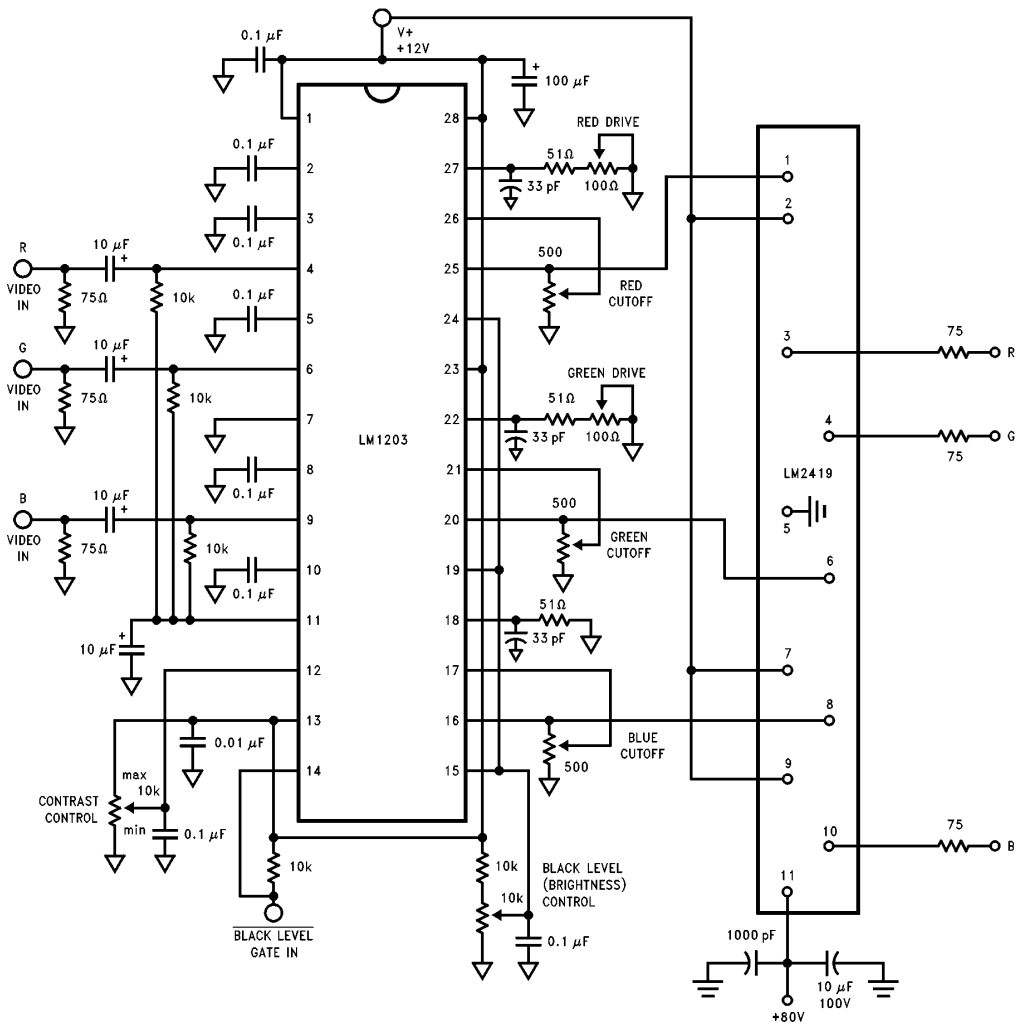 V+
+12V
0.1 μF
100 μF
1
28
RED DRIVE
0.1 μF
2
27
51Ω
33 pF
100Ω
1
2
3
0.1 μF
26
R
VIDEO
IN
10 μF
+
75Ω
10k
4
25
500
RED
CUTOFF
0.1 μF
5
24
3
75
R
G
VIDEO
IN
10 μF
+
75Ω
10k
6
23
GREEN DRIVE
51Ω
7
22
33 pF
100Ω
LM1203
4
75
G
8
0.1 μF
21
LM2419
5
B
VIDEO
IN
10 μF
+
75Ω
10k
9
20
500
GREEN
CUTOFF
6
10
0.1 μF
19
11
18
51Ω
33 pF
+
10 μF
12
17
7
13
16
0.01 μF
BLUE
CUTOFF
500
8
14
15
9
CONTRAST
CONTROL
max
10k
min
0.1 μF
10k
10k
10k
BLACK LEVEL
(BRIGHTNESS)
CONTROL
0.1 μF
10
75
B
11
BLACK LEVEL
GATE IN
1000 pF
10 μF
100V
+80V
+